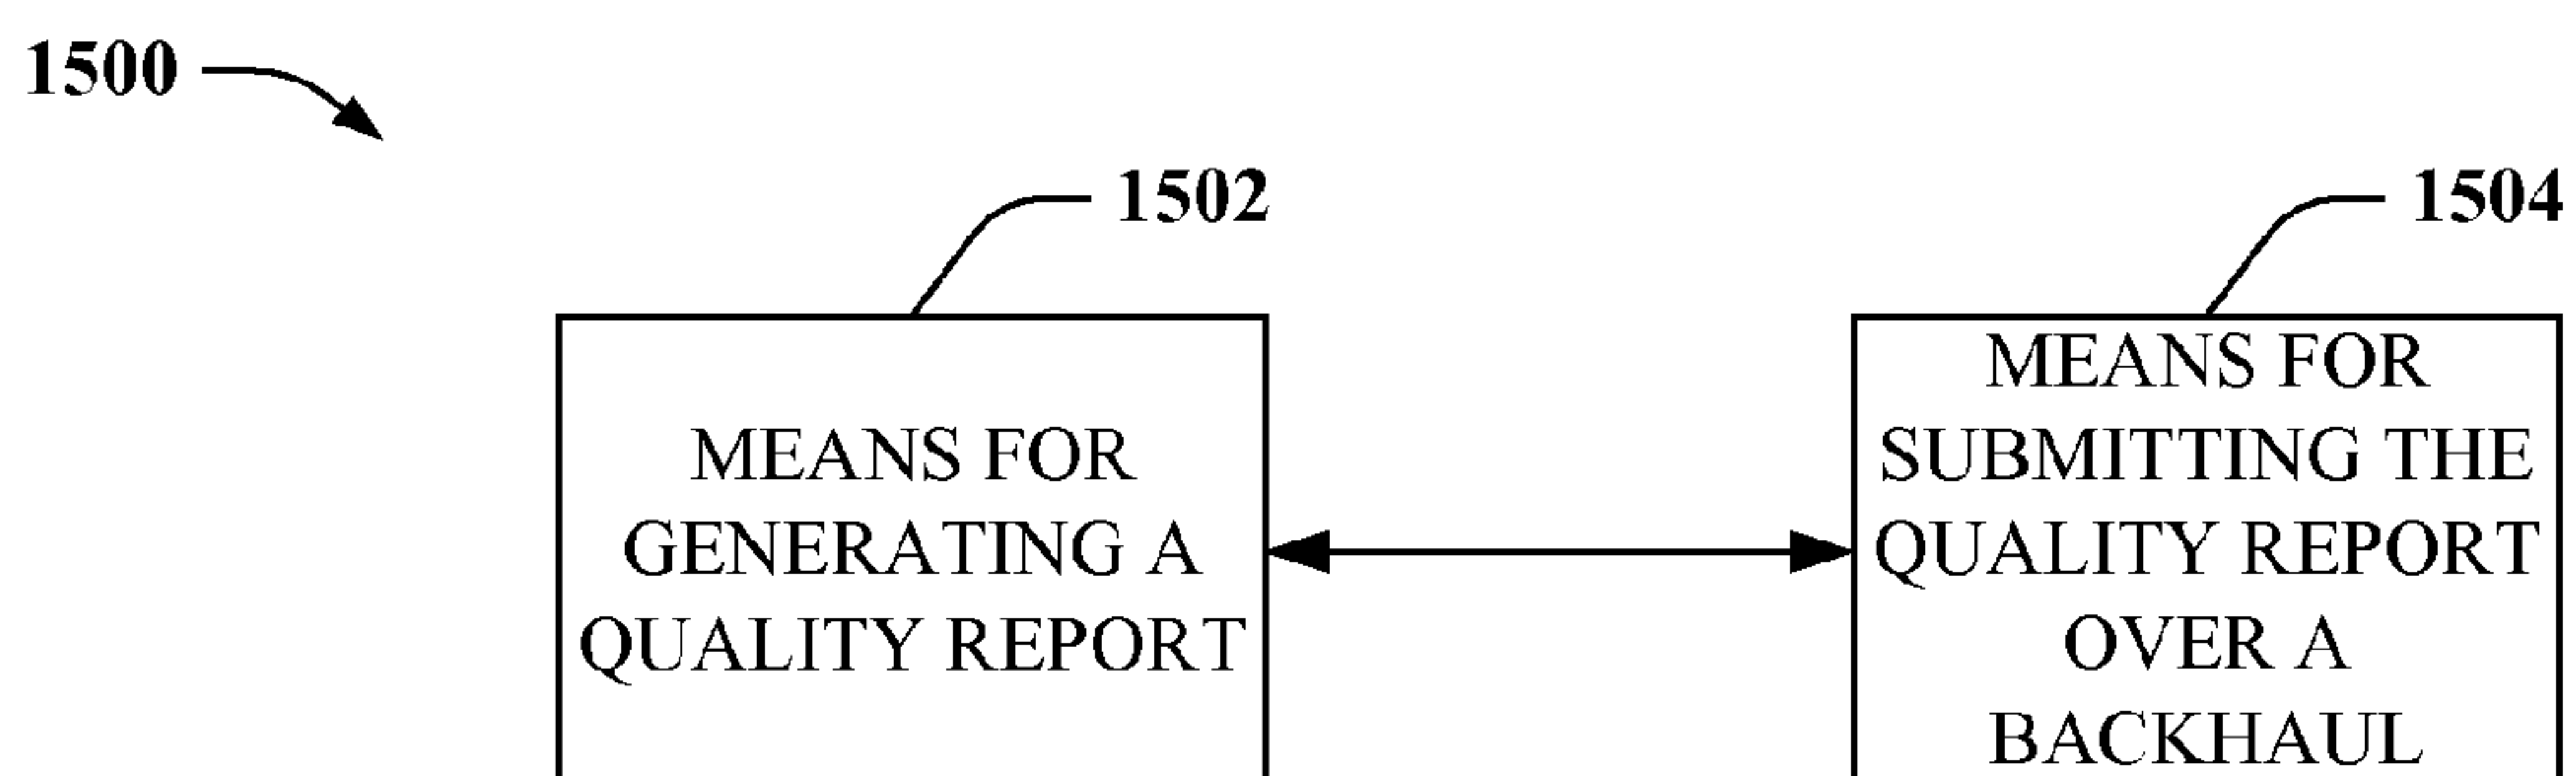 1500
1502
1504
MEANS FOR
GENERATING A
QUALITY REPORT
MEANS FOR
SUBMITTING THE
QUALITY REPORT
OVER A
BACKHAUL